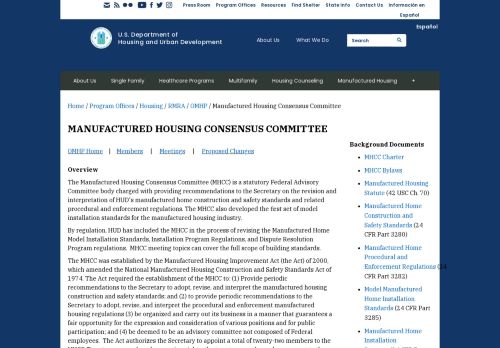 Press Room   Program Offices   Resources   Find Shelter   State Info   Contact Us   Información en Español
Español
U.S. Department of
Housing and Urban Development
About Us   What We Do   Search
About Us   Single Family   Healthcare Programs   Multifamily   Housing Counseling   Manufactured Housing   +
Home / Program Offices / Housing / RMRA / OMHP / Manufactured Housing Consensus Committee
MANUFACTURED HOUSING CONSENSUS COMMITTEE
OMHP Home   |   Members   |   Meetings   |   Proposed Changes
Overview
The Manufactured Housing Consensus Committee (MHCC) is a statutory Federal Advisory
Committee body charged with providing recommendations to the Secretary on the revision and
interpretation of HUD's manufactured home construction and safety standards and related
procedural and enforcement regulations. The MHCC also developed the first set of model
installation standards for the manufactured housing industry.
By regulation, HUD has included the MHCC in the process of revising the Manufactured Home
Model Installation Standards, Installation Program Regulations, and Dispute Resolution
Program regulations. MHCC meeting topics can cover the full scope of building standards.
The MHCC was established by the Manufactured Housing Improvement Act (the Act) of 2000,
which amended the National Manufactured Housing Construction and Safety Standards Act of
1974. The Act required the establishment of the MHCC to: (1) Provide periodic
recommendations to the Secretary to adopt, revise, and interpret the manufactured housing
construction and safety standards; and (2) to provide periodic recommendations to the
Secretary to adopt, revise, and interpret the procedural and enforcement manufactured
housing regulations (3) be organized and carry out its business in a manner that guarantees a
fair opportunity for the expression and consideration of various positions and for public
participation; and (4) be deemed to be an advisory committee not composed of Federal
employees. The Act authorizes the Secretary to appoint a total of twenty-two members to the
Background Documents
MHCC Charter
MHCC Bylaws
Manufactured Housing
Statute (42 USC Ch. 70)
Manufactured Home
Construction and
Safety Standards (24
CFR Part 3280)
Manufactured Home
Procedural and
Enforcement Regulations (24
CFR Part 3282)
Model Manufactured
Home Installation
Standards (24 CFR Part
3285)
Manufactured Home
Installation